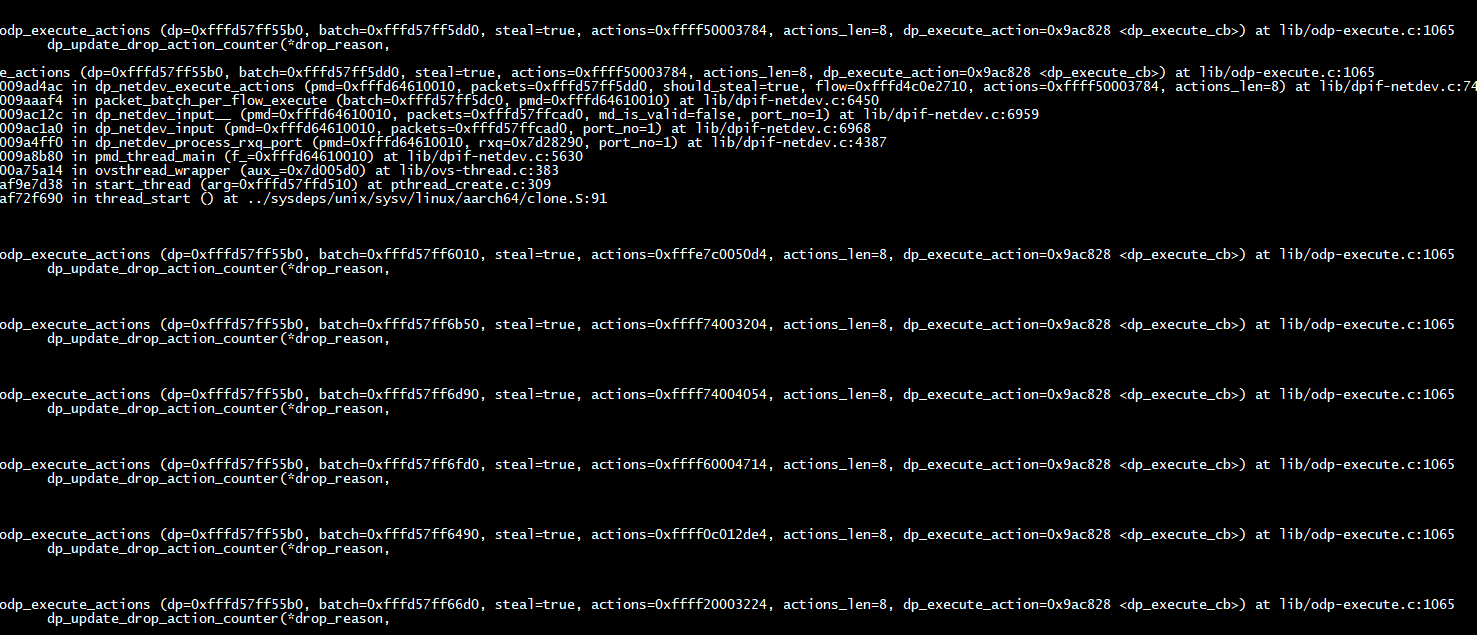 odp_execute_actions (dp=0xfffd57ff55b0, batch=0xfffd57ff5dd0, steal=true, actions=0xffff50003784, actions_len=8, dp_execute_action=0x9ac828 <dp_execute_cb>) at lib/odp-execute.c:1065
dp_update_drop_action_counter(*drop_reason,
e_actions (dp=0xfffd57ff55b0, batch=0xfffd57ff5dd0, steal=true, actions=0xffff50003784, actions_len=8, dp_execute_action=0x9ac828 <dp_execute_cb>) at lib/odp-execute.c:1065
009ad4ac in dp_netdev_execute_actions (pmd=0xfffd64610010, packets=0xfffd57ff5dd0, should_steal=true, flow=0xfffd4c0e2710, actions=0xffff50003784, actions_len=8) at lib/dpif-netdev.c:74
009aaaf4 in packet_batch_per_flow_execute (batch=0xfffd57ff5dc0, pmd=0xfffd64610010) at lib/dpif-netdev.c:6450
009ac12c in dp_netdev_input__ (pmd=0xfffd64610010, packets=0xfffd57ffcad0, md_is_valid=false, port_no=1) at lib/dpif-netdev.c:6959
009ac1a0 in dp_netdev_input (pmd=0xfffd64610010, packets=0xfffd57ffcad0, port_no=1) at lib/dpif-netdev.c:6968
009a4ff0 in dp_netdev_process_rxq_port (pmd=0xfffd64610010, rxq=0x7d28290, port_no=1) at lib/dpif-netdev.c:4387
009a8b80 in pmd_thread_main (f_=0xfffd64610010) at lib/dpif-netdev.c:5630
00a75a14 in ovsthread_wrapper (aux_=0x7d005d0) at lib/ovs-thread.c:383
af9e7d38 in start_thread (arg=0xfffd57ffd510) at pthread_create.c:309
af72f690 in thread_start () at ../sysdeps/unix/sysv/linux/aarch64/clone.S:91
odp_execute_actions (dp=0xfffd57ff55b0, batch=0xfffd57ff6010, steal=true, actions=0xfffe7c0050d4, actions_len=8, dp_execute_action=0x9ac828 <dp_execute_cb>) at lib/odp-execute.c:1065
dp_update_drop_action_counter(*drop_reason,
odp_execute_actions (dp=0xfffd57ff55b0, batch=0xfffd57ff6b50, steal=true, actions=0xffff74003204, actions_len=8, dp_execute_action=0x9ac828 <dp_execute_cb>) at lib/odp-execute.c:1065
dp_update_drop_action_counter(*drop_reason,
odp_execute_actions (dp=0xfffd57ff55b0, batch=0xfffd57ff6d90, steal=true, actions=0xffff74004054, actions_len=8, dp_execute_action=0x9ac828 <dp_execute_cb>) at lib/odp-execute.c:1065
dp_update_drop_action_counter(*drop_reason,
odp_execute_actions (dp=0xfffd57ff55b0, batch=0xfffd57ff6fd0, steal=true, actions=0xffff60004714, actions_len=8, dp_execute_action=0x9ac828 <dp_execute_cb>) at lib/odp-execute.c:1065
dp_update_drop_action_counter(*drop_reason,
odp_execute_actions (dp=0xfffd57ff55b0, batch=0xfffd57ff6490, steal=true, actions=0xffff0c012de4, actions_len=8, dp_execute_action=0x9ac828 <dp_execute_cb>) at lib/odp-execute.c:1065
dp_update_drop_action_counter(*drop_reason,
odp_execute_actions (dp=0xfffd57ff55b0, batch=0xfffd57ff66d0, steal=true, actions=0xffff20003224, actions_len=8, dp_execute_action=0x9ac828 <dp_execute_cb>) at lib/odp-execute.c:1065
dp_update_drop_action_counter(*drop_reason,